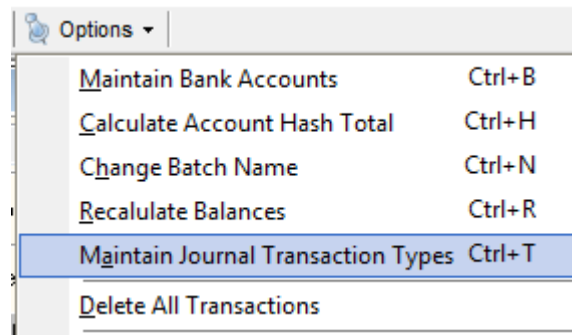 Options
Maintain Bank Accounts Ctrl+B
Calculate Account Hash Total Ctrl+H
Change Batch Name Ctrl+N
Recalulate Balances Ctrl+R
Maintain Journal Transaction Types Ctrl+T
Delete All Transactions